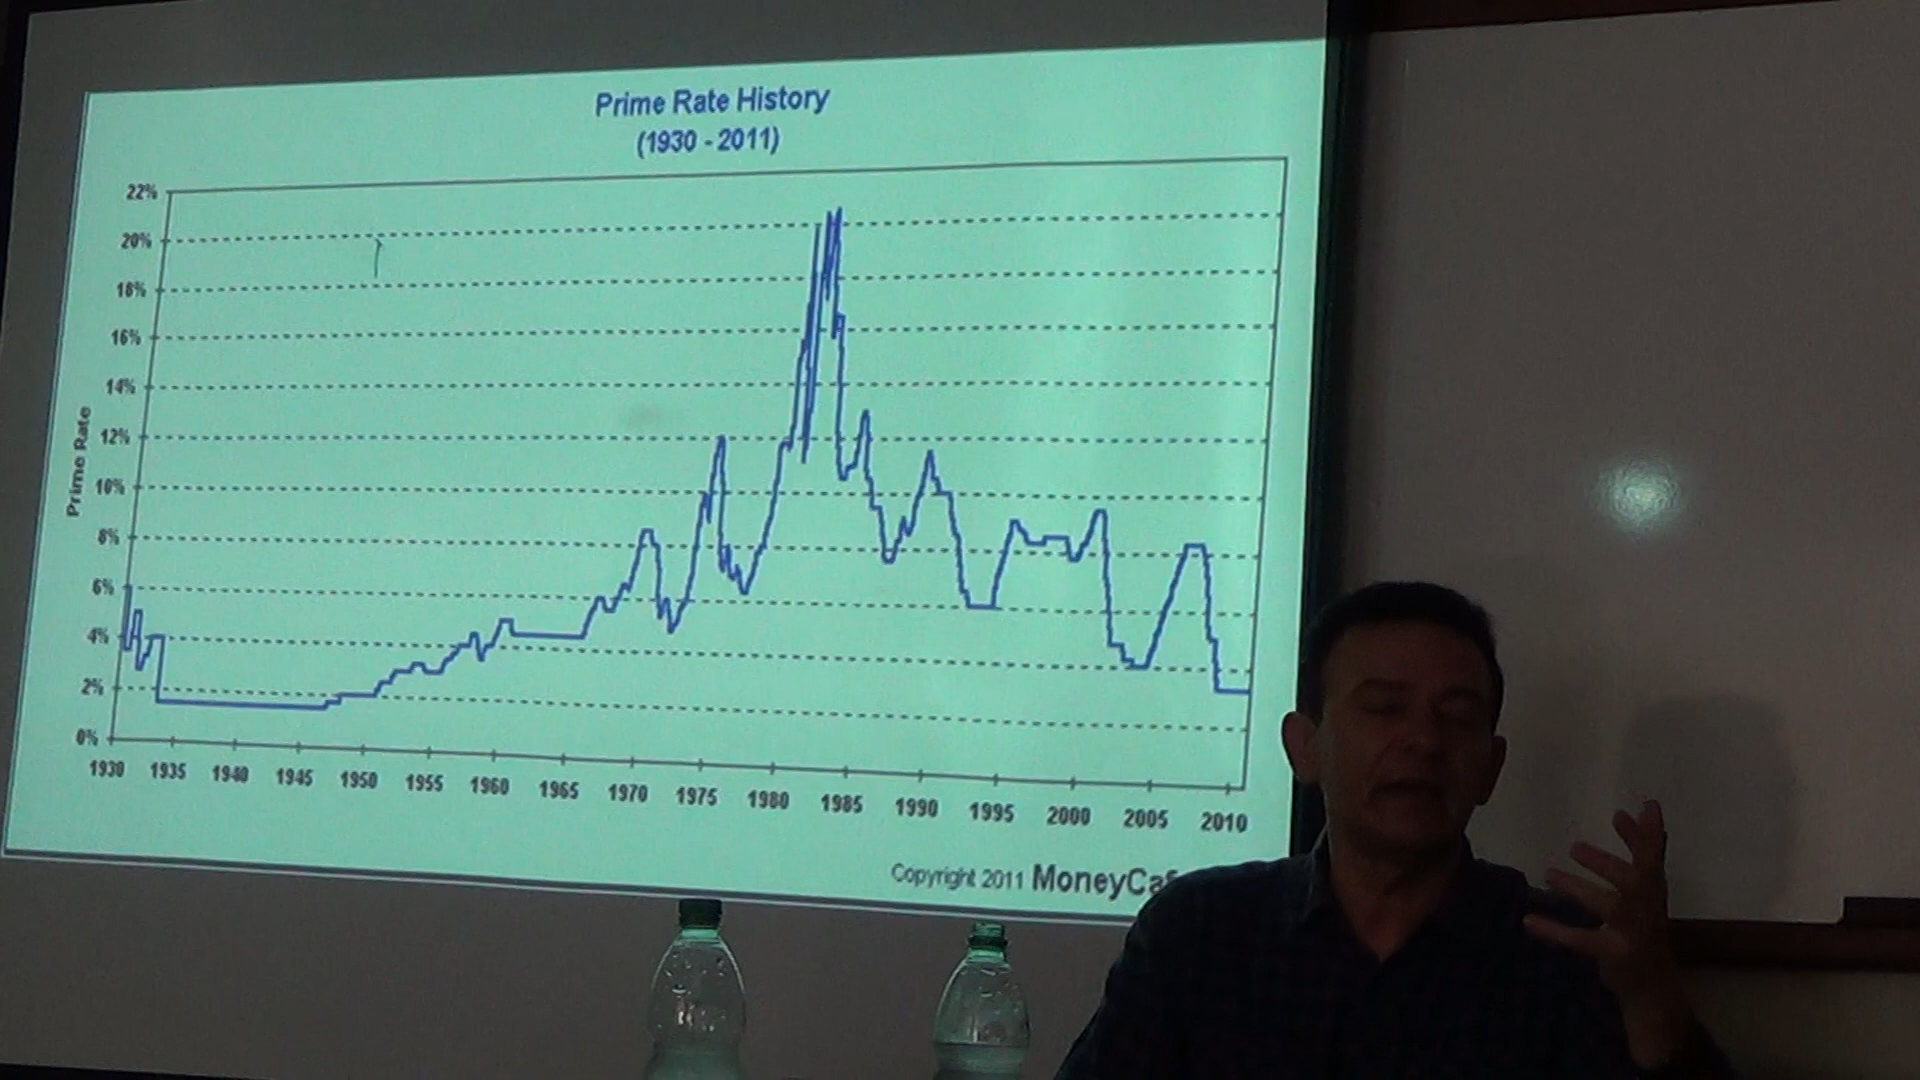 Prime Rate History
(1930 - 2011)
22%
20%
18%
16%
14%
12%
10%
8%
6%
4%
2%
0%
Prime Rate
1930 1935 1940 1945 1950 1955 1960 1965 1970 1975 1980 1985 1990 1995 2000 2005 2010
Copyright 2011 MoneyCaf